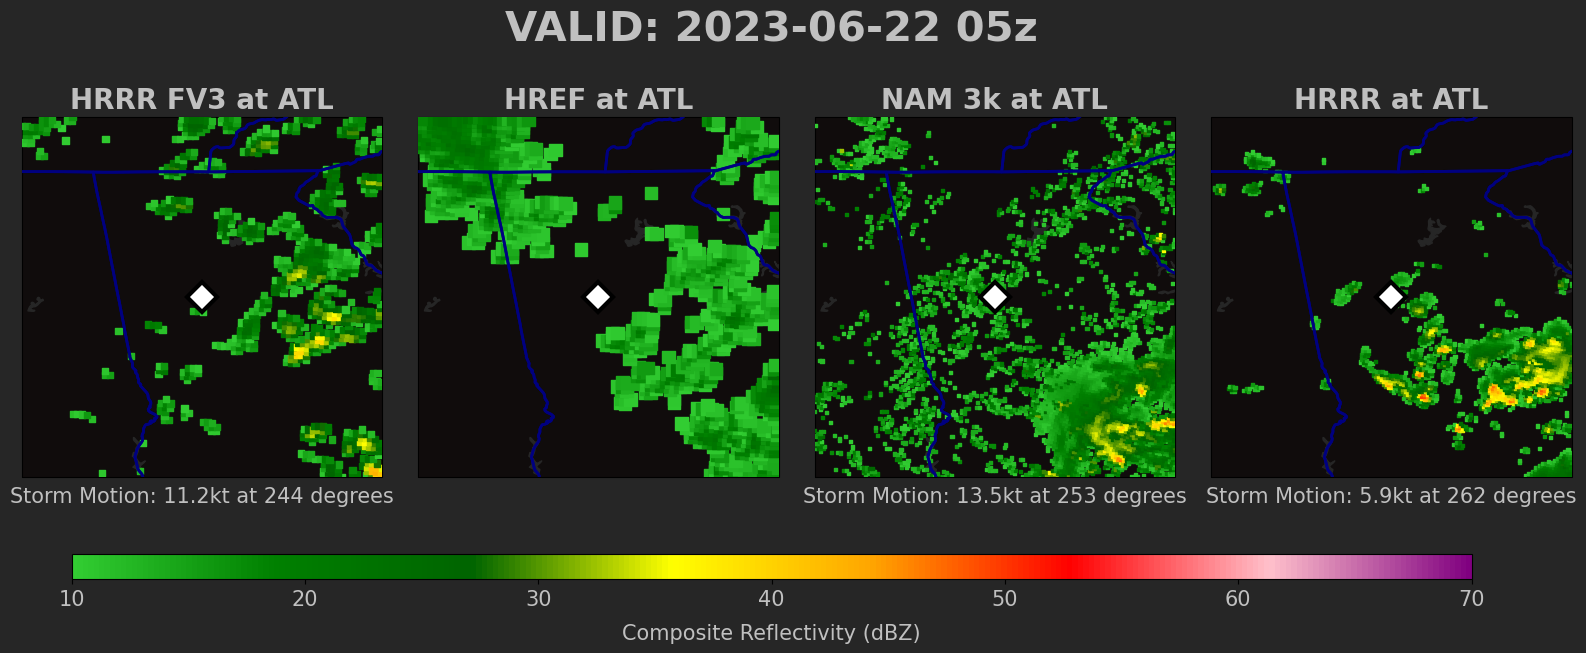 VALID: 2023-06-22 05z
HRRR FV3 at ATL
HREF at ATL
NAM 3k at ATL
HRRR at ATL
Storm Motion: 11.2kt at 244 degrees
Storm Motion: 13.5kt at 253 degrees
Storm Motion: 5.9kt at 262 degrees
10 20 30 40 50 60 70
Composite Reflectivity (dBZ)